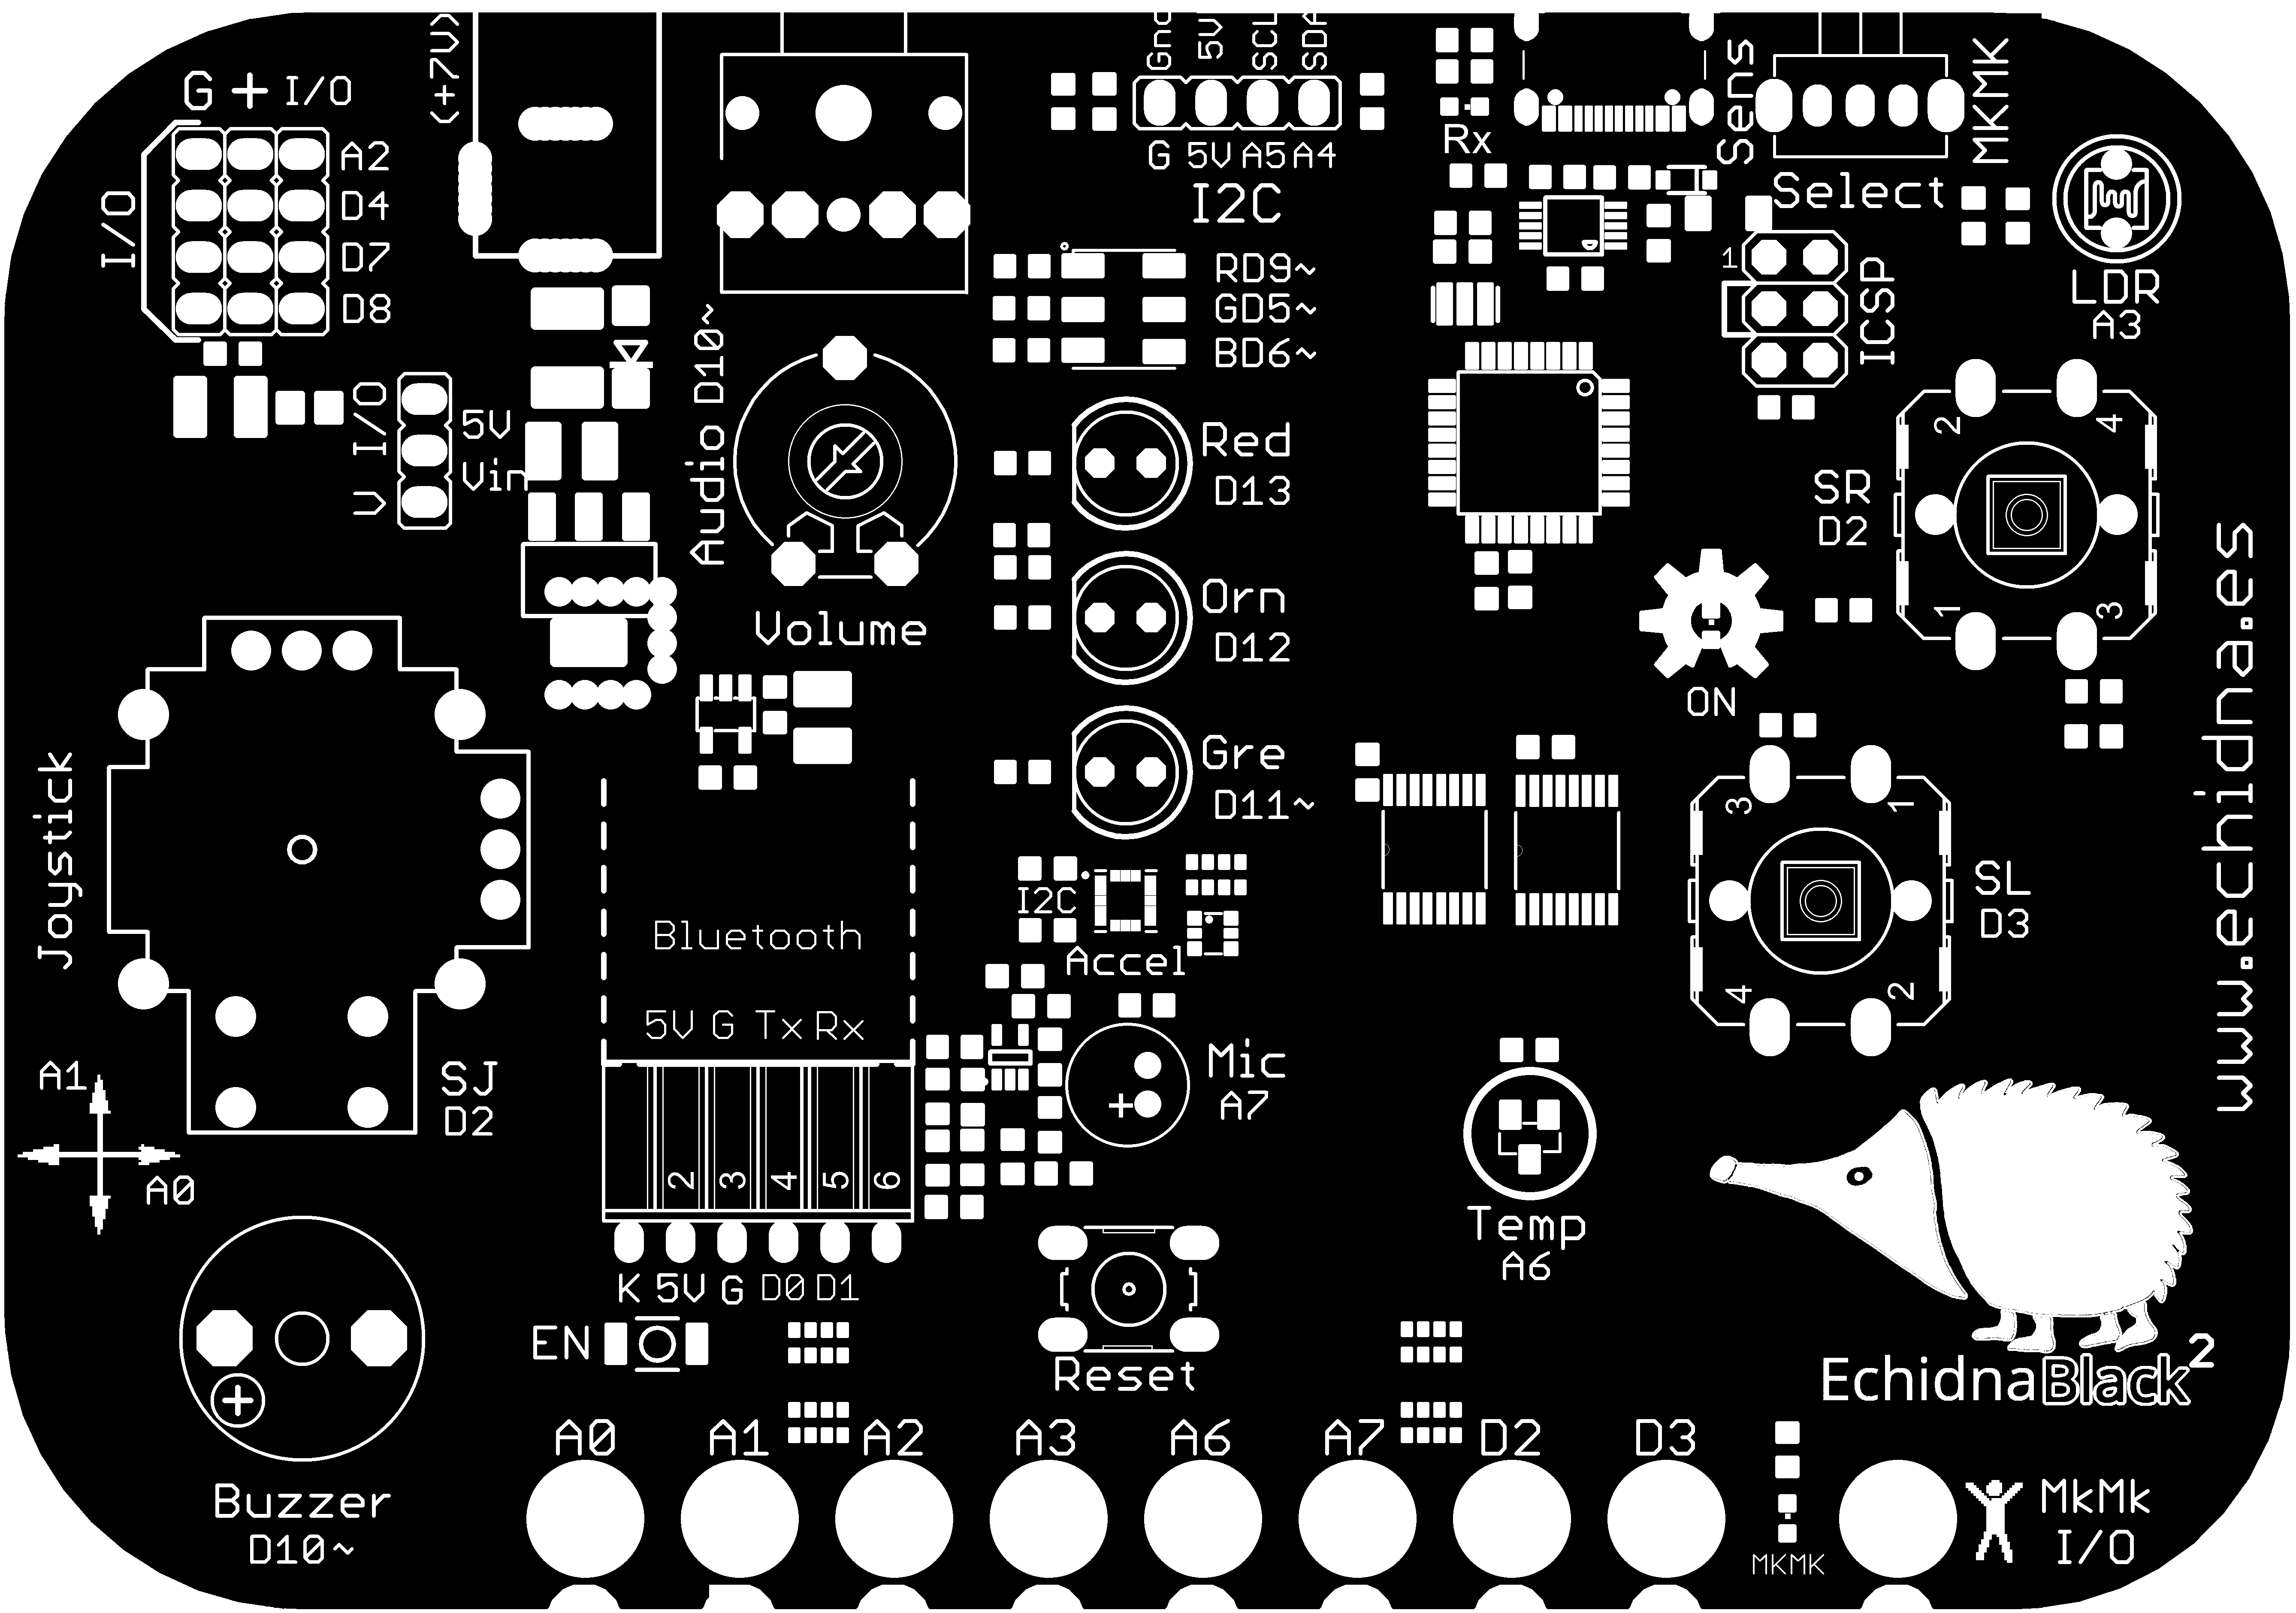 (+7V)
Gnd
5V
SCL
SDA
G + I/O
A2
D4
D7
D8
I/O
Rx
Sens
MKMK
Select
G 5V A5 A4
I2C
1
ICSP
LDR
A3
RD9~
GD5~
BD6~
Audio D10~
I/O
V
5V
Vin
Red
D13
2
4
SR
D2
1
3
Volume
Orn
D12
ON
www.echidna.es
Joystick
Gre
D11~
3
1
SL
D3
4
2
I2C
Accel
Bluetooth
5V G Tx Rx
Mic
A7
+
A1
A0
SJ
D2
2 3 4 5 6
Temp
A6
K 5V G D0 D1
EN
Reset
EchidnaBlack²
+
Buzzer
D10~
A0 A1 A2 A3 A6 A7 D2 D3
MKMK
MkMk
I/O